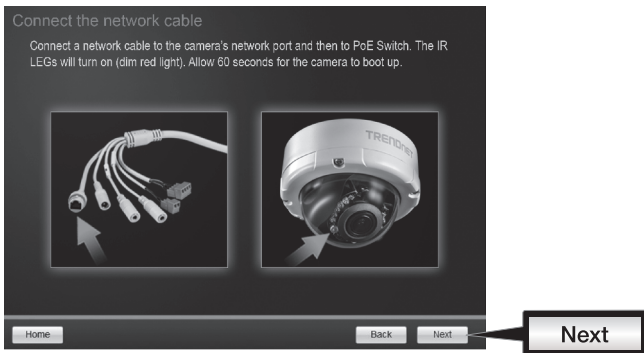 Connect the network cable
Connect a network cable to the camera's network port and then to PoE Switch. The IR
LEGs will turn on (dim red light). Allow 60 seconds for the camera to boot up.
TRENDnet
Home
Back
Next
Next